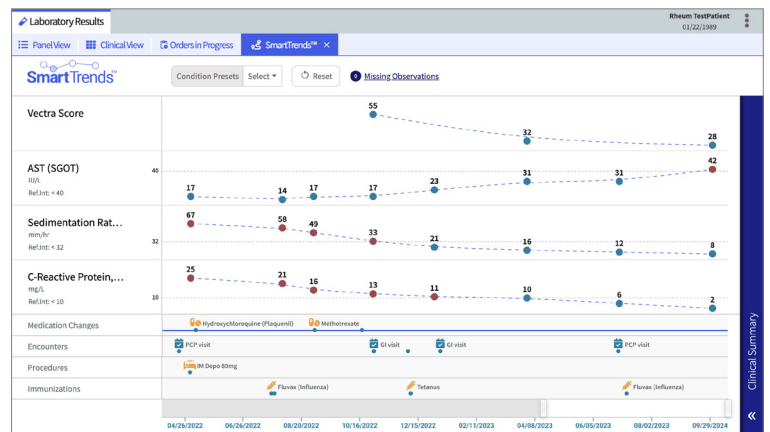 Laboratory Results
Rheum TestPatient
01/22/1989
Panel View
Clinical View
Orders in Progress
SmartTrends™ ×
SmartTrends™
Condition Presets Select
Reset
0 Missing Observations
Vectra Score
55 32 28
AST (SGOT)
IU/L
Ref.Int: < 40
40
17 14 17 17 23 31 31 42
Sedimentation Rat...
mm/hr
Ref.Int: < 32
32
67 58 49 33 21 16 12 8
C-Reactive Protein,...
mg/L
Ref.Int: < 10
10
25 21 16 13 11 10 6 2
Medication Changes
Hydroxychloroquine (Plaquenil) Methotrexate
Encounters
PCP visit GI visit GI visit PCP visit
Procedures
IM Depo 80mg
Immunizations
Fluvax (Influenza) Tetanus Fluvax (Influenza)
04/26/2022 06/26/2022 08/20/2022 10/16/2022 12/15/2022 02/11/2023 04/08/2023 06/05/2023 08/02/2023 09/29/2024
Clinical Summary
«